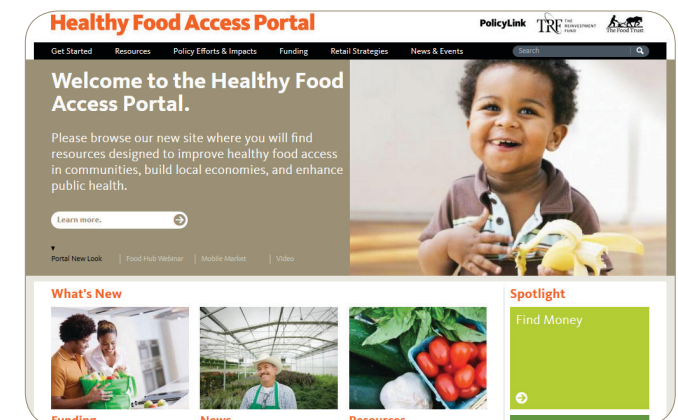 Healthy Food Access Portal
PolicyLink
TRF THE REINVESTMENT FUND
The Food Trust
Get Started Resources Policy Efforts & Impacts Funding Retail Strategies News & Events Search
Welcome to the Healthy Food
Access Portal.
Please browse our new site where you will find
resources designed to improve healthy food access
in communities, build local economies, and enhance
public health.
Learn more.
Portal New Look Food Hub Webinar Mobile Market Video
What's New
Spotlight
Find Money
Funding News Resources